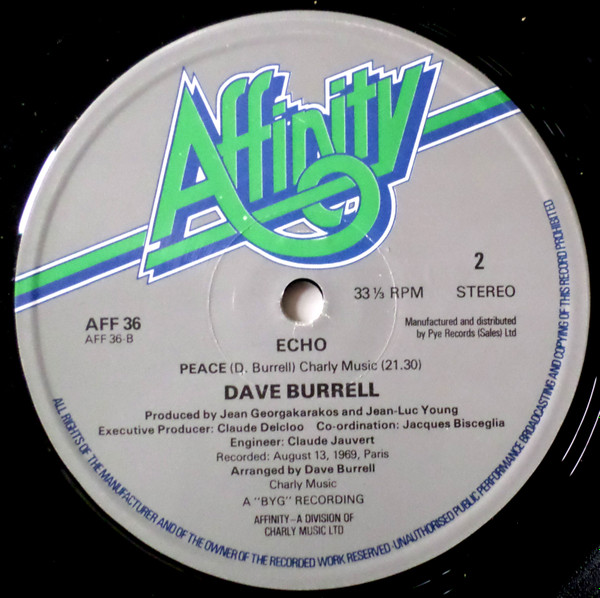 Affinity
2
33 ⅓ RPM
STEREO
AFF 36
AFF 36-B
Manufactured and distributed
by Pye Records (Sales) Ltd
ECHO
PEACE (D. Burrell) Charly Music (21.30)
DAVE BURRELL
Produced by Jean Georgakarakos and Jean-Luc Young
Executive Producer: Claude Delcloo Co-ordination: Jacques Bisceglia
Engineer: Claude Jauvert
Recorded: August 13, 1969, Paris
Arranged by Dave Burrell
Charly Music
A "BYG" RECORDING
AFFINITY–A DIVISION OF
CHARLY MUSIC LTD
ALL RIGHTS OF THE MANUFACTURER AND OF THE OWNER OF THE RECORDED WORK RESERVED·UNAUTHORISED PUBLIC PERFORMANCE BROADCASTING AND COPYING OF THIS RECORD PROHIBITED